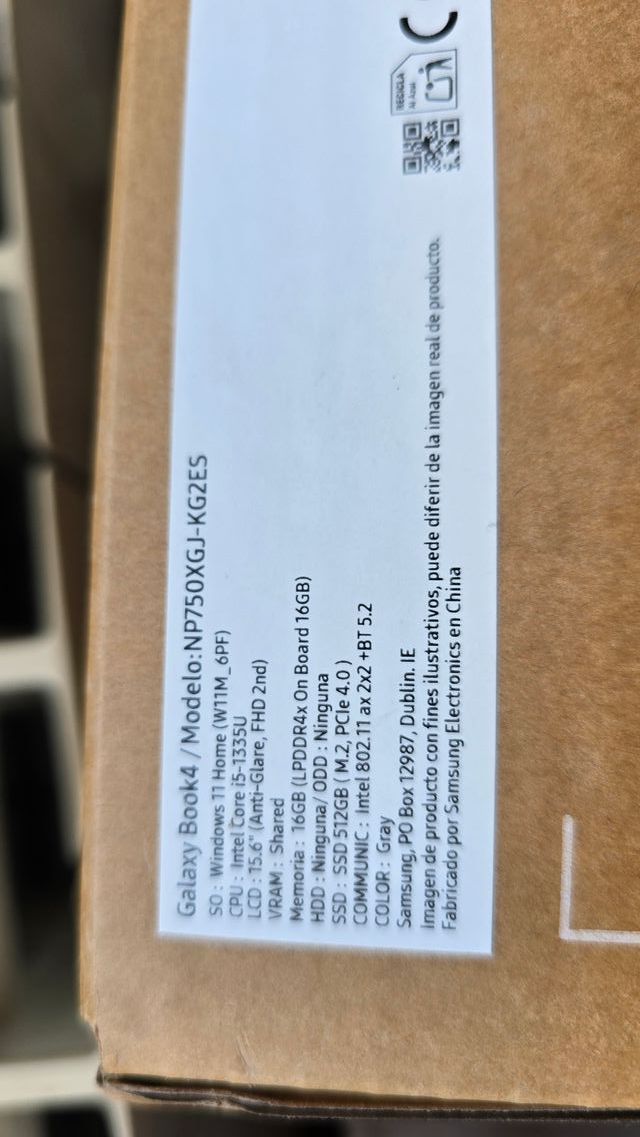 Galaxy Book4 / Modelo:NP750XGJ-KG2ES
SO : Windows 11 Home (W11M_6PF)
CPU : Intel Core i5-1335U
LCD : 15.6" (Anti-Glare, FHD 2nd)
VRAM : Shared
Memoria : 16GB (LPDDR4x On Board 16GB)
HDD : Ninguna/ ODD : Ninguna
SSD : SSD 512GB ( M.2, PCIe 4.0 )
COMMUNIC : Intel 802.11 ax 2x2 +BT 5.2
COLOR : Gray
Samsung, PO Box 12987, Dublin. IE
Imagen de producto con fines ilustrativos, puede diferir de la imagen real de producto.
Fabricado por Samsung Electronics en China
RECICLA
Al Azul